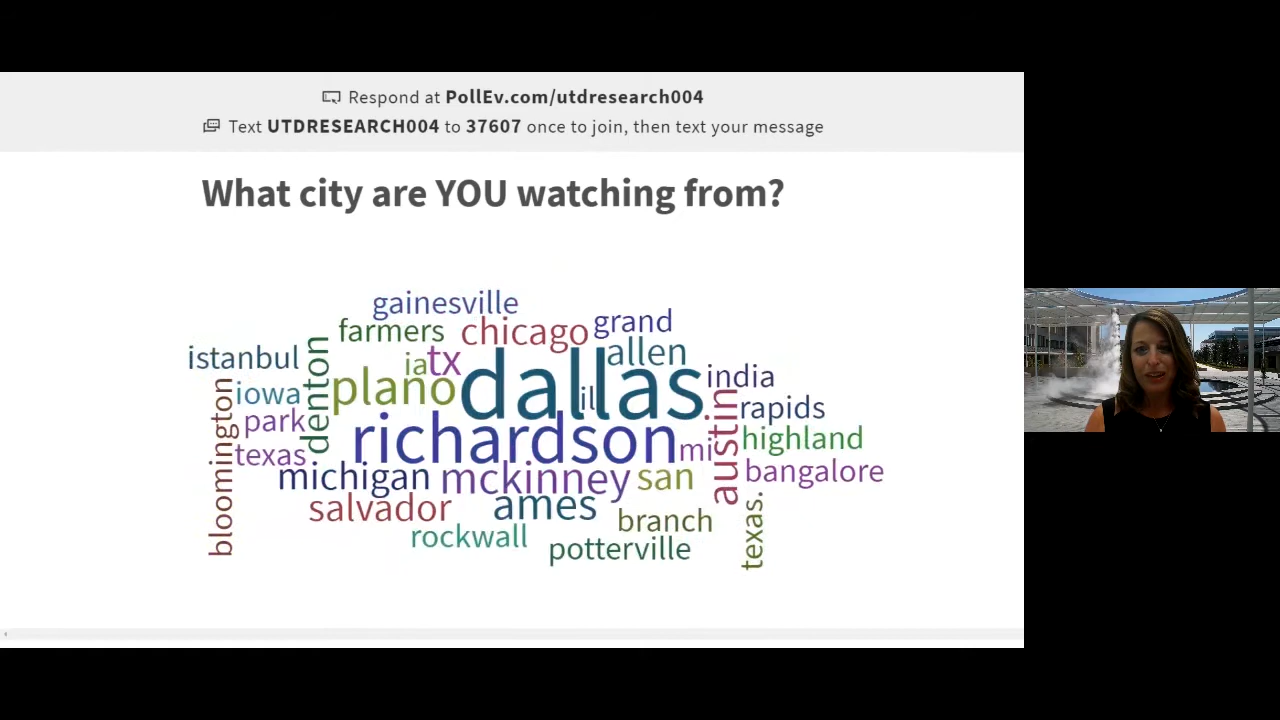 Respond at PollEv.com/utdresearch004
Text UTDRESEARCH004 to 37607 once to join, then text your message
What city are YOU watching from?
gainesville
farmers chicago grand
istanbul denton ia tx dallas allen india
bloomington iowa plano il austin rapids
park richardson highland
texas mi bangalore
michigan mckinney san
salvador ames branch texas.
rockwall potterville